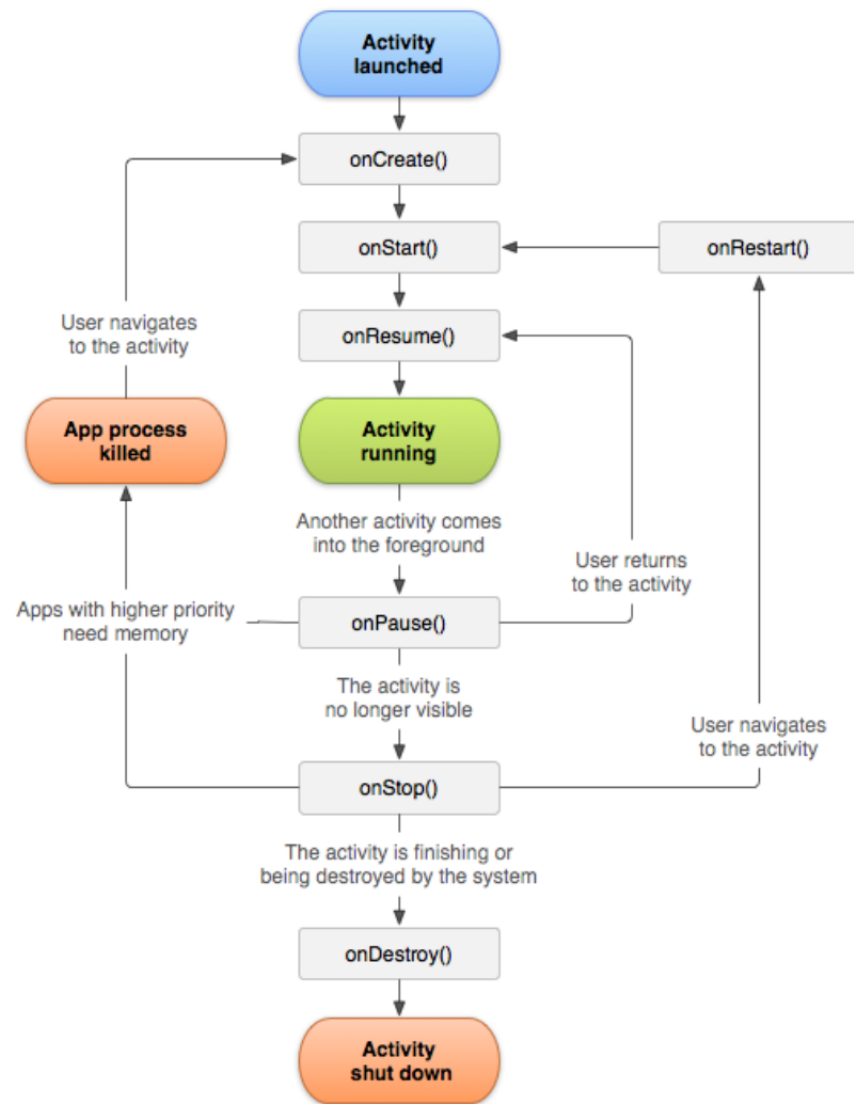 Activity
launched
onCreate()
onStart()
onRestart()
onResume()
User navigates
to the activity
App process
killed
Activity
running
Another activity comes
into the foreground
User returns
to the activity
Apps with higher priority
need memory
onPause()
The activity is
no longer visible
User navigates
to the activity
onStop()
The activity is finishing or
being destroyed by the system
onDestroy()
Activity
shut down